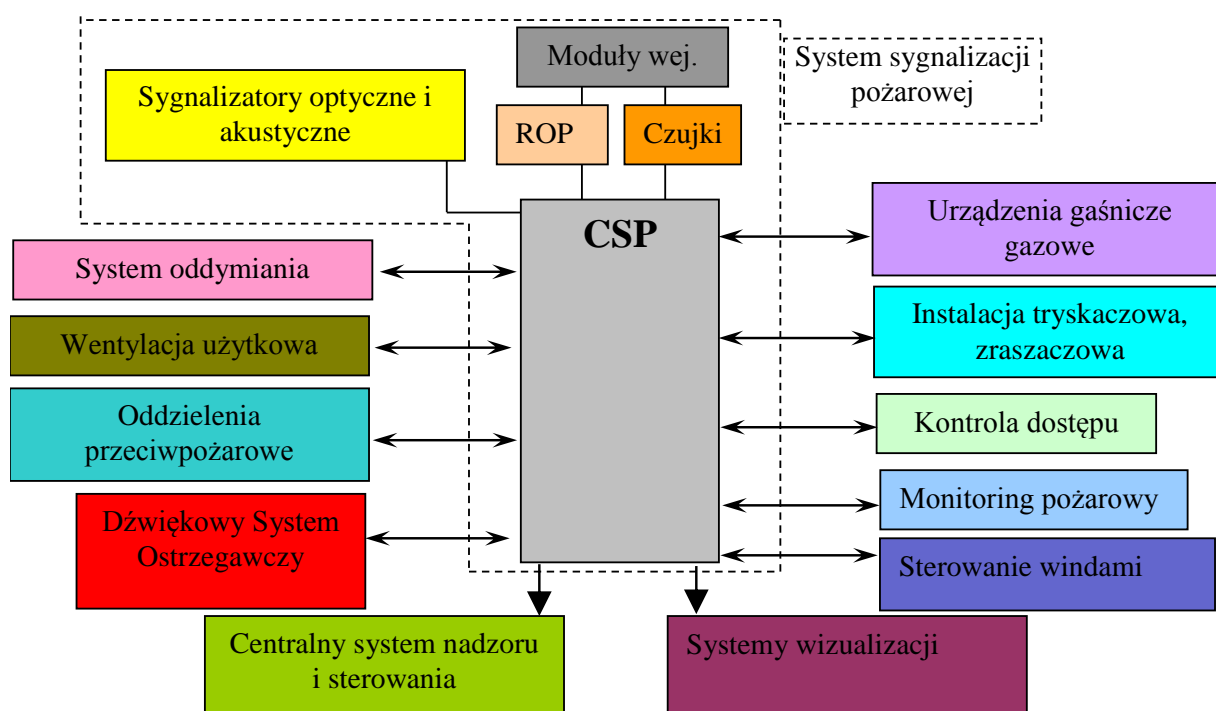 Moduły wej.
System sygnalizacji
pożarowej
Sygnalizatory optyczne i
akustyczne
ROP
Czujki
CSP
Urządzenia gaśnicze
gazowe
System oddymiania
Instalacja tryskaczowa,
zraszaczowa
Wentylacja użytkowa
Oddzielenia
przeciwpożarowe
Kontrola dostępu
Monitoring pożarowy
Dźwiękowy System
Ostrzegawczy
Sterowanie windami
Centralny system nadzoru
i sterowania
Systemy wizualizacji